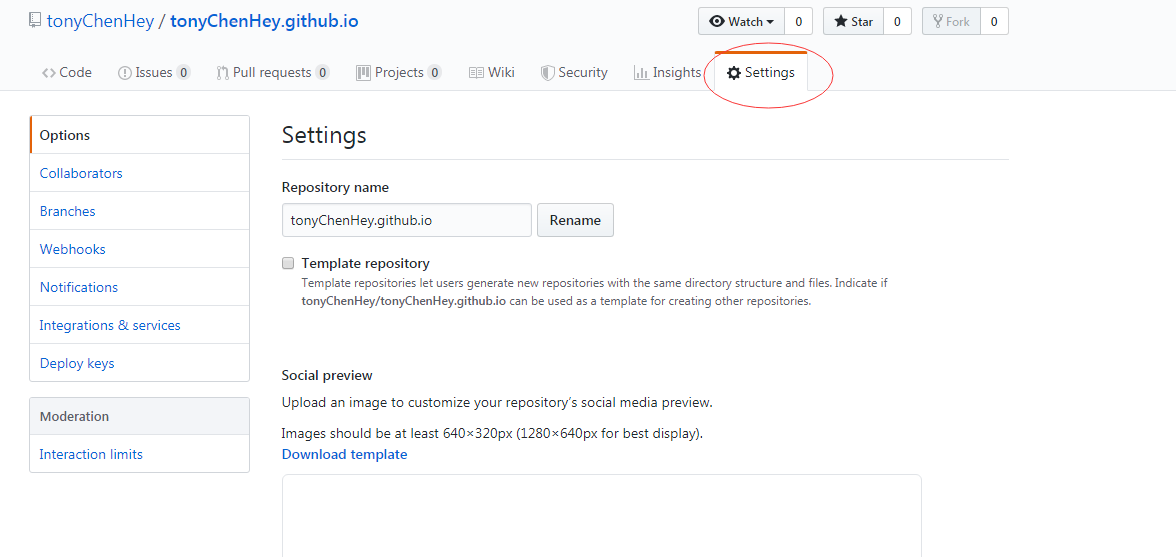 tonyChenHey / tonyChenHey.github.io
Watch 0 Star 0 Fork 0
Code Issues 0 Pull requests 0 Projects 0 Wiki Security Insights Settings
Options
Collaborators
Branches
Webhooks
Notifications
Integrations & services
Deploy keys
Moderation
Interaction limits
Settings
Repository name
tonyChenHey.github.io Rename
Template repository
Template repositories let users generate new repositories with the same directory structure and files. Indicate if
tonyChenHey/tonyChenHey.github.io can be used as a template for creating other repositories.
Social preview
Upload an image to customize your repository's social media preview.
Images should be at least 640×320px (1280×640px for best display).
Download template